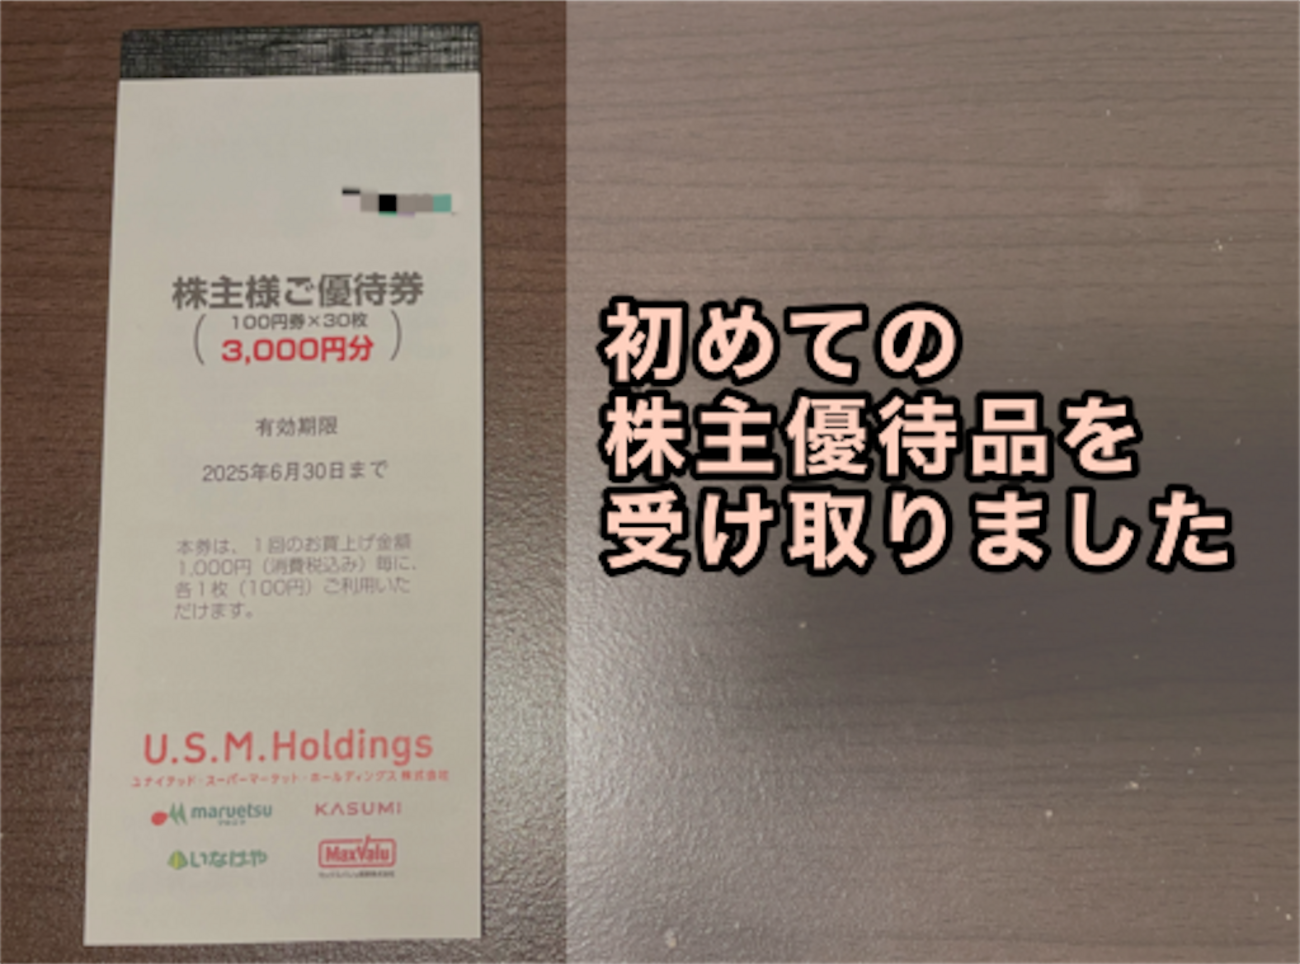 株主様ご優待券
(100円券×30枚
3,000円分)
有効期限
2025年6月30日まで
本券は、1回のお買上げ金額
1,000円(消費税込み)毎に、
各1枚(100円)ご利用いた
だけます。
U.S.M.Holdings
ユナイテッド・スーパーマーケット・ホールディングス株式会社
maruetsu
マルエツ
KASUMI
いなげや
MaxValu
初めての
株主優待品を
受け取りました